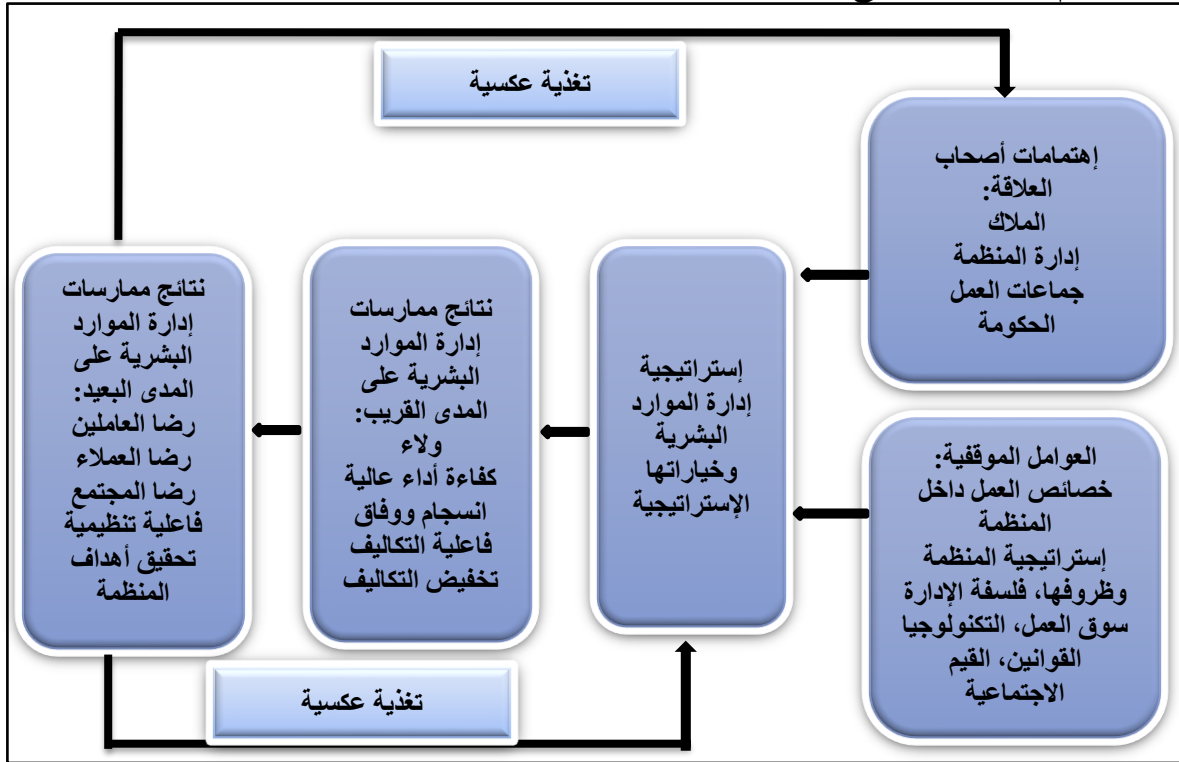 تغذية عكسية
إهتمامات أصحاب
العلاقة:
الملاك
إدارة المنظمة
جماعات العمل
الحكومة
العوامل الموقفية:
خصائص العمل داخل
المنظمة
إستراتيجية المنظمة
وظروفها، فلسفة الإدارة
سوق العمل، التكنولوجيا
القوانين، القيم
الاجتماعية
إستراتيجية
إدارة الموارد
البشرية
وخياراتها
الإستراتيجية
نتائج ممارسات
إدارة الموارد
البشرية على
المدى القريب:
ولاء
كفاءة أداء عالية
انسجام ووفاق
فاعلية التكاليف
تخفيض التكاليف
نتائج ممارسات
إدارة الموارد
البشرية على
المدى البعيد:
رضا العاملين
رضا العملاء
رضا المجتمع
فاعلية تنظيمية
تحقيق أهداف
المنظمة
تغذية عكسية